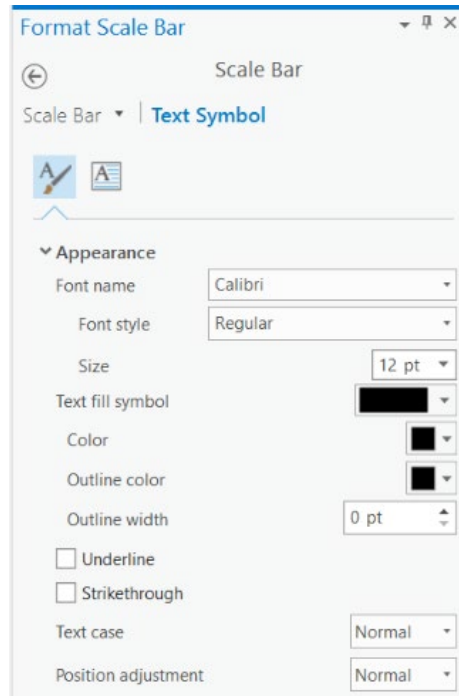 Format Scale Bar
Scale Bar
Scale Bar Text Symbol
Appearance
Font name Calibri
Font style Regular
Size 12 pt
Text fill symbol
Color
Outline color
Outline width 0 pt
Underline
Strikethrough
Text case Normal
Position adjustment Normal